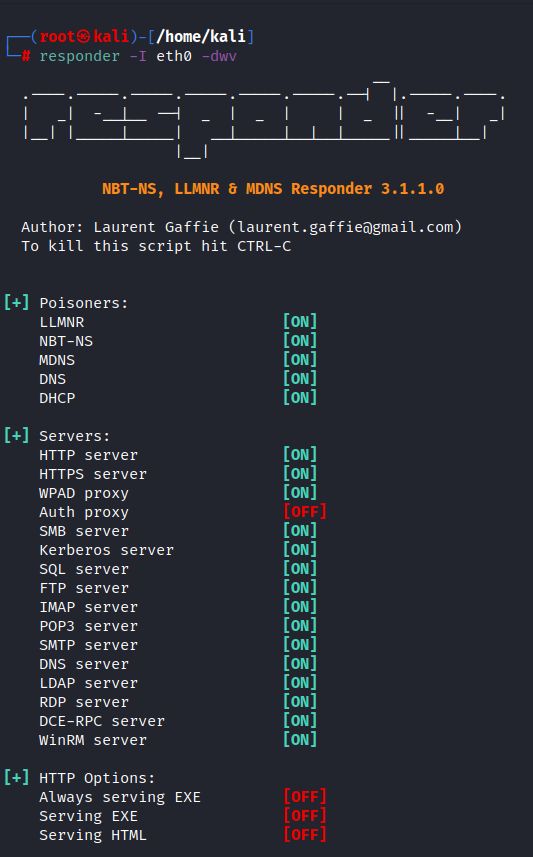 ┌──(root㉿kali)-[/home/kali]
└─# responder -I eth0 -dwv
responder
NBT-NS, LLMNR & MDNS Responder 3.1.1.0
Author: Laurent Gaffie (laurent.gaffie@gmail.com)
To kill this script hit CTRL-C
[+] Poisoners:
LLMNR [ON]
NBT-NS [ON]
MDNS [ON]
DNS [ON]
DHCP [ON]
[+] Servers:
HTTP server [ON]
HTTPS server [ON]
WPAD proxy [ON]
Auth proxy [OFF]
SMB server [ON]
Kerberos server [ON]
SQL server [ON]
FTP server [ON]
IMAP server [ON]
POP3 server [ON]
SMTP server [ON]
DNS server [ON]
LDAP server [ON]
RDP server [ON]
DCE-RPC server [ON]
WinRM server [ON]
[+] HTTP Options:
Always serving EXE [OFF]
Serving EXE [OFF]
Serving HTML [OFF]